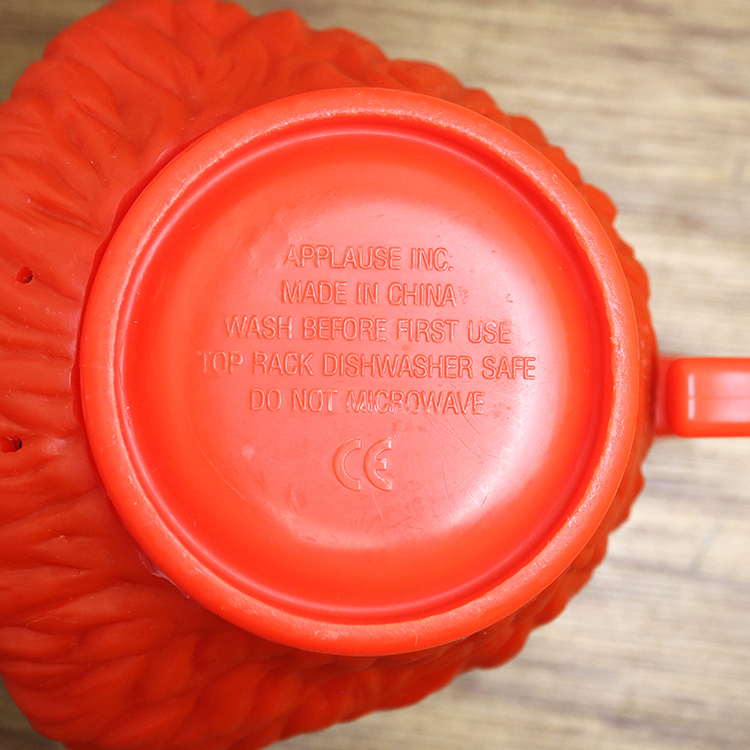 APPLAUSE INC.
MADE IN CHINA
WASH BEFORE FIRST USE
TOP RACK DISHWASHER SAFE
DO NOT MICROWAVE
CE